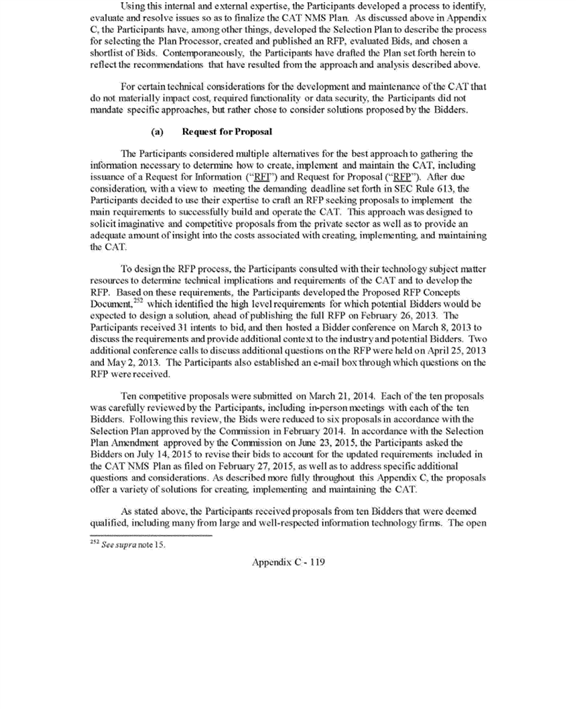 Using this internal and external expertise, the Participants developed a process to identify,
evaluate and resolve issues so as to finalize the CAT NMS Plan. As discussed above in Appendix
C, the Participants have, among other things, developed the Selection Plan to describe the process
for selecting the Plan Processor, created and published an RFP, evaluated Bids, and chosen a
shortlist of Bids. Contemporaneously, the Participants have drafted the Plan set forth herein to
reflect the recommendations that have resulted from the approach and analysis described above.
For certain technical considerations for the development and maintenance of the CAT that
do not materially impact cost, required functionality or data security, the Participants did not
mandate specific approaches, but rather chose to consider solutions proposed by the Bidders.
(a) Request for Proposal
The Participants considered multiple alternatives for the best approach to gathering the
information necessary to determine how to create, implement and maintain the CAT, including
issuance of a Request for Information (“RFI”) and Request for Proposal (“RFP”). After due
consideration, with a view to meeting the demanding deadline set forth in SEC Rule 613, the
Participants decided to use their expertise to craft an RFP seeking proposals to implement the
main requirements to successfully build and operate the CAT. This approach was designed to
solicit imaginative and competitive proposals from the private sector as well as to provide an
adequate amount of insight into the costs associated with creating, implementing, and maintaining
the CAT.
To design the RFP process, the Participants consulted with their technology subject matter
resources to determine technical implications and requirements of the CAT and to develop the
RFP. Based on these requirements, the Participants developed the Proposed RFP Concepts
Document,252 which identified the high level requirements for which potential Bidders would be
expected to design a solution, ahead of publishing the full RFP on February 26, 2013. The
Participants received 31 intents to bid, and then hosted a Bidder conference on March 8, 2013 to
discuss the requirements and provide additional context to the industry and potential Bidders. Two
additional conference calls to discuss additional questions on the RFP were held on April 25, 2013
and May 2, 2013. The Participants also established an e-mail box through which questions on the
RFP were received.
Ten competitive proposals were submitted on March 21, 2014. Each of the ten proposals
was carefully reviewed by the Participants, including in-person meetings with each of the ten
Bidders. Following this review, the Bids were reduced to six proposals in accordance with the
Selection Plan approved by the Commission in February 2014. In accordance with the Selection
Plan Amendment approved by the Commission on June 23, 2015, the Participants asked the
Bidders on July 14, 2015 to revise their bids to account for the updated requirements included in
the CAT NMS Plan as filed on February 27, 2015, as well as to address specific additional
questions and considerations. As described more fully throughout this Appendix C, the proposals
offer a variety of solutions for creating, implementing and maintaining the CAT.
As stated above, the Participants received proposals from ten Bidders that were deemed
qualified, including many from large and well-respected information technology firms. The open
252 See supra note 15.
Appendix C - 119